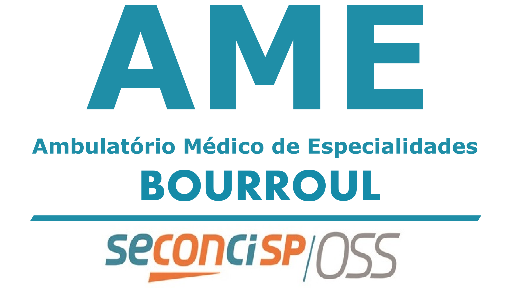 AME
Ambulatório Médico de Especialidades
BOURROUL
seconci SP/OSS